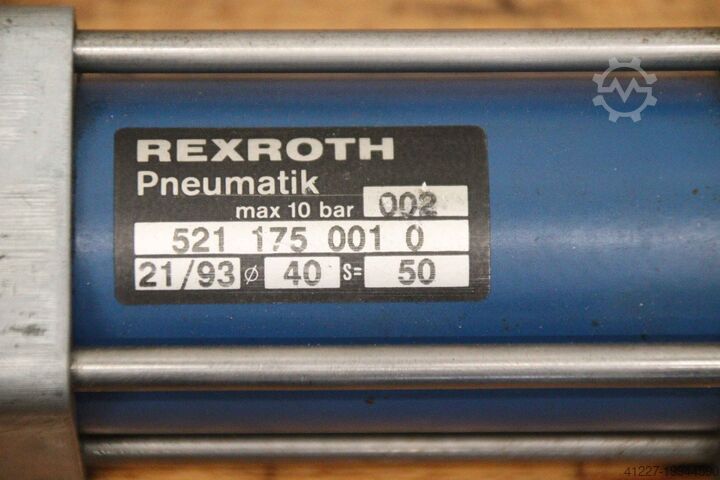 REXROTH
Pneumatik
max 10 bar 002
521 175 001 0
21/93 ø 40 S= 50